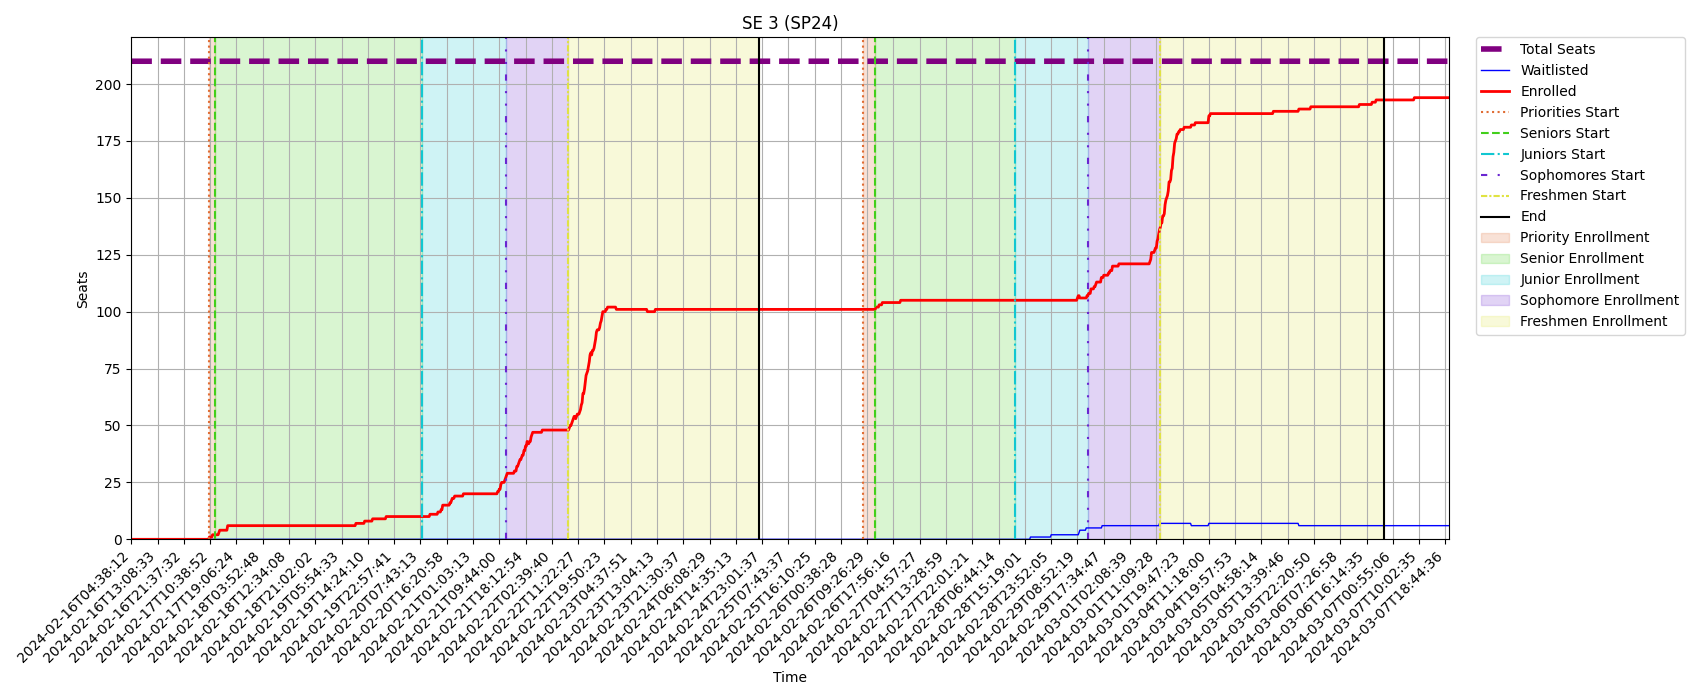 SE 3 (SP24)
Seats
200
175
150
125
100
75
50
25
0
2024-02-16T04:38:12
2024-02-16T13:08:33
2024-02-16T21:37:32
2024-02-17T10:38:52
2024-02-17T19:06:24
2024-02-18T03:52:48
2024-02-18T12:34:08
2024-02-18T21:02:02
2024-02-19T05:54:33
2024-02-19T14:24:10
2024-02-19T22:57:41
2024-02-20T07:43:13
2024-02-20T16:20:58
2024-02-21T01:03:13
2024-02-21T09:44:00
2024-02-21T18:12:54
2024-02-22T02:39:40
2024-02-22T11:22:27
2024-02-22T19:50:23
2024-02-23T04:37:51
2024-02-23T13:04:13
2024-02-23T21:30:37
2024-02-24T06:08:29
2024-02-24T14:35:13
2024-02-24T23:01:37
2024-02-25T07:43:37
2024-02-25T16:10:25
2024-02-26T00:38:28
2024-02-26T09:26:29
2024-02-26T17:56:16
2024-02-27T04:57:27
2024-02-27T13:28:59
2024-02-27T22:01:21
2024-02-28T06:44:14
2024-02-28T15:19:01
2024-02-28T23:52:05
2024-02-29T08:52:19
2024-02-29T17:34:47
2024-03-01T02:08:39
2024-03-01T11:09:28
2024-03-01T19:47:23
2024-03-04T11:18:00
2024-03-04T19:57:53
2024-03-05T04:58:14
2024-03-05T13:39:46
2024-03-05T22:20:50
2024-03-06T07:26:58
2024-03-06T16:14:35
2024-03-07T00:55:06
2024-03-07T10:02:35
2024-03-07T18:44:36
Time
Total Seats
Waitlisted
Enrolled
Priorities Start
Seniors Start
Juniors Start
Sophomores Start
Freshmen Start
End
Priority Enrollment
Senior Enrollment
Junior Enrollment
Sophomore Enrollment
Freshmen Enrollment